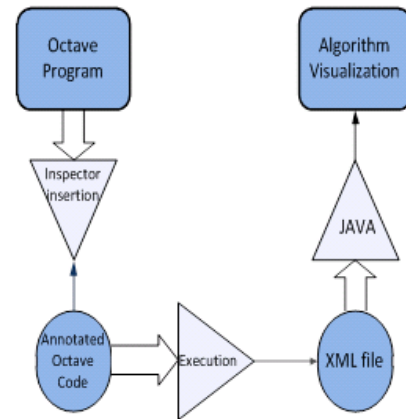 Octave
Program
Algorithm
Visualization
Inspector
insertion
JAVA
Annotated
Octave
Code
Execution
XML file